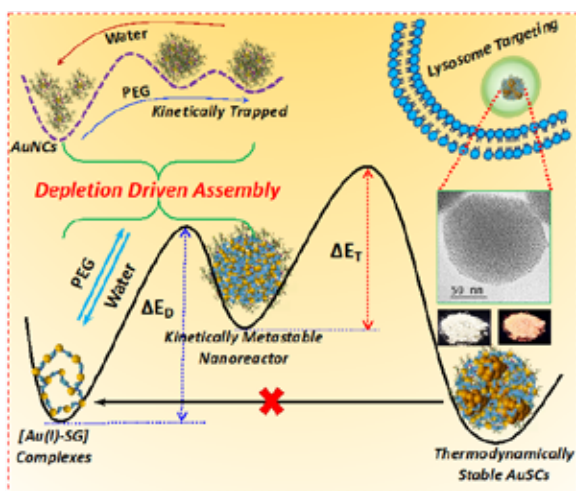 Water
Lysosome Targeting
PEG
Kinetically Trapped
AuNCs
Depletion Driven Assembly
PEG
Water
ΔE_D
ΔE_T
50 nm
Kinetically Metastable
Nanoreactor
[Au(I)-SG]
Complexes
Thermodynamically
Stable AuSCs